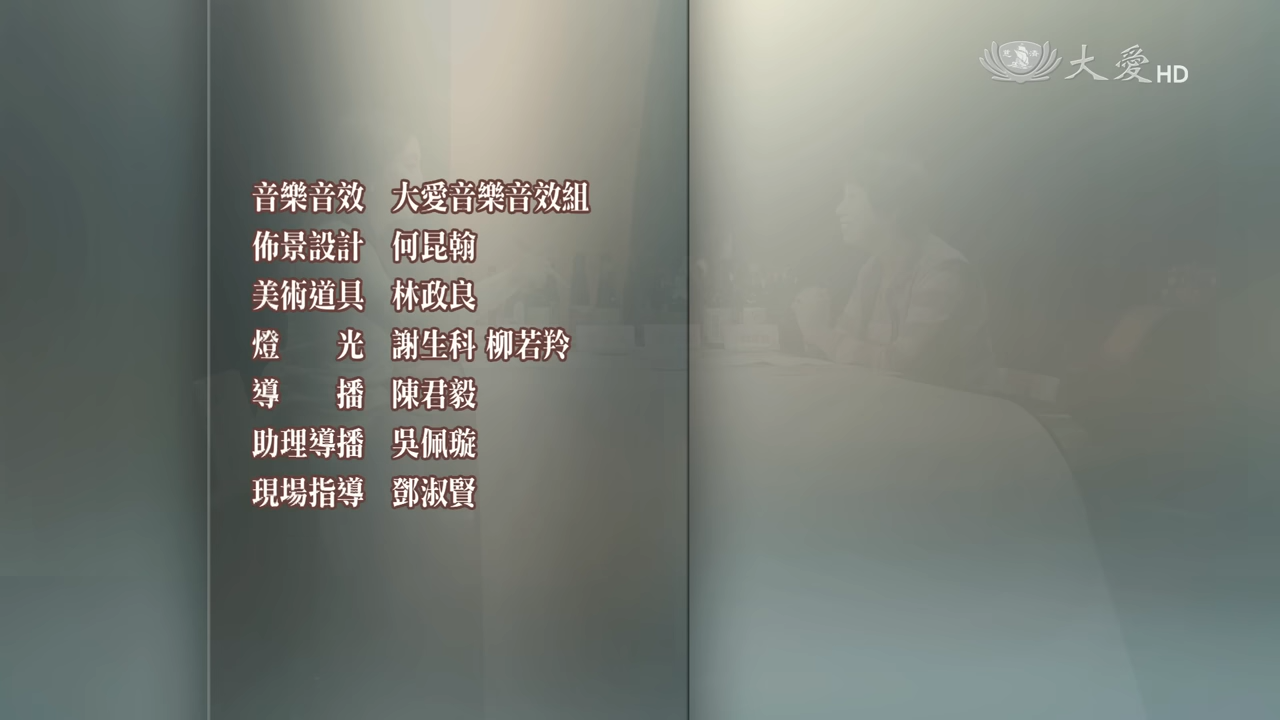 大愛HD
音樂音效 大愛音樂音效組
佈景設計 何昆翰
美術道具 林政良
燈光 謝生科 柳若羚
導播 陳君毅
助理導播 吳佩璇
現場指導 鄧淑賢